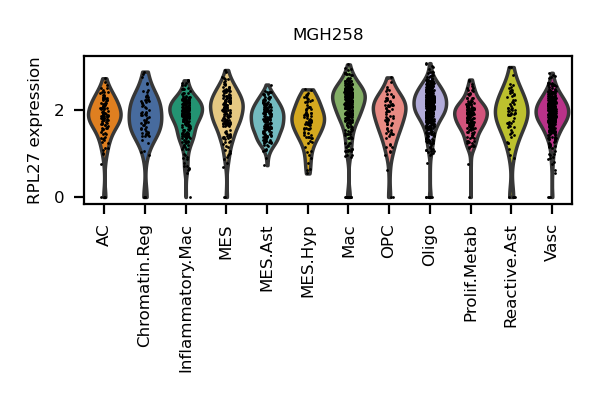 MGH258
RPL27 expression
2
0
AC
Chromatin.Reg
Inflammatory.Mac
MES
MES.Ast
MES.Hyp
Mac
OPC
Oligo
Prolif.Metab
Reactive.Ast
Vasc